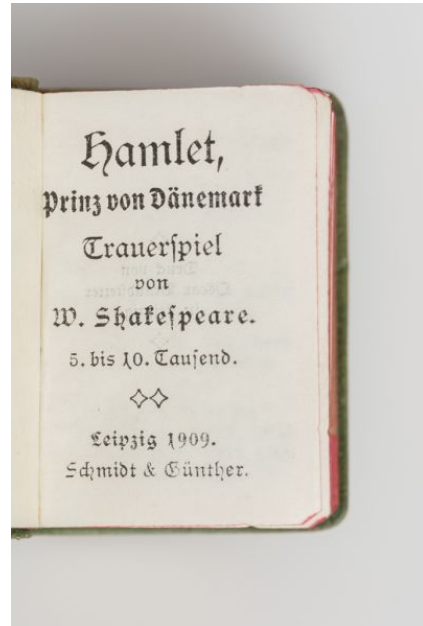 Hamlet,
Prinz von Dänemark
Trauerſpiel
von
W. Shakeſpeare.
5. bis 10. Tauſend.
Leipzig 1909.
Schmidt & Günther.